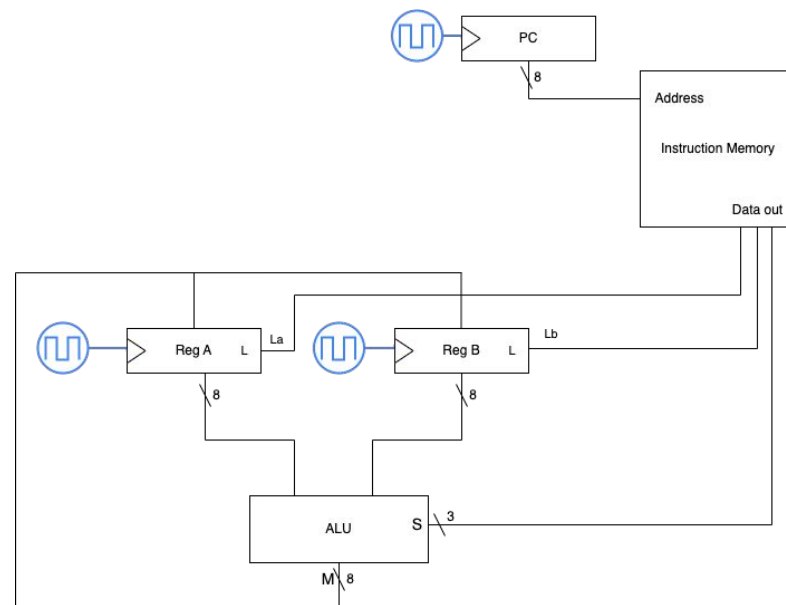 PC
8
Address
Instruction Memory
Data out
La
Lb
Reg A L
Reg B L
8
8
ALU
S
3
M
8